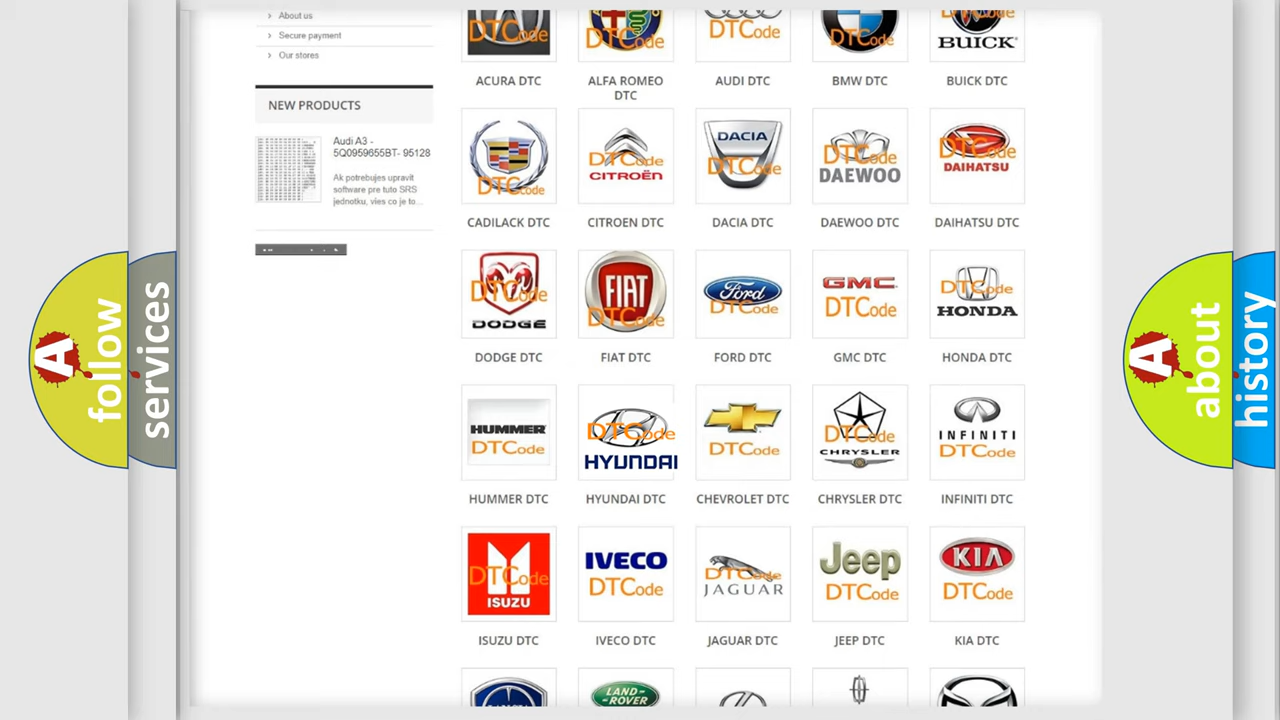 About us
Secure payment
Our stores
NEW PRODUCTS
Audi A3 -
5Q0959655BT- 95128
Ak potrebujes upravit
software pre tuto SRS
jednotku, vies co je to...
A
follow
services
A
about
history
DTCode DTCode DTCode DTCode BUICK
ACURA DTC
ALFA ROMEO
DTC
AUDI DTC
BMW DTC
BUICK DTC
DTCode
DTCode
CITROËN
DACIA
DTCode
DTCode
DAEWOO
DTCode
DAIHATSU
CADILACK DTC
CITROEN DTC
DACIA DTC
DAEWOO DTC
DAIHATSU DTC
DTCode
DODGE
FIAT
DTCode
Ford
DTCode
GMC
DTCode
DTCode
HONDA
DODGE DTC
FIAT DTC
FORD DTC
GMC DTC
HONDA DTC
HUMMER
DTCode
DTCode
HYUNDAI
DTCode
DTCode
CHRYSLER
INFINITI
DTCode
HUMMER DTC
HYUNDAI DTC
CHEVROLET DTC
CHRYSLER DTC
INFINITI DTC
DTCode
ISUZU
IVECO
DTCode
DTCode
JAGUAR
Jeep
DTCode
KIA
DTCode
ISUZU DTC
IVECO DTC
JAGUAR DTC
JEEP DTC
KIA DTC
LAND-
ROVER